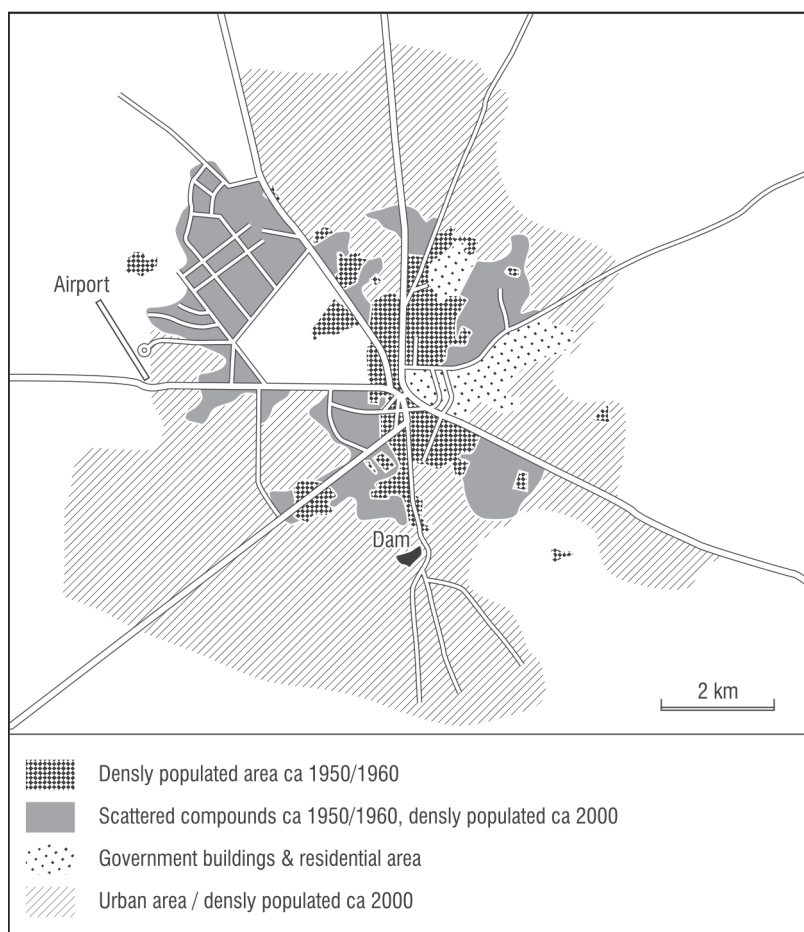 Airport
Dam
2 km
Densly populated area ca 1950/1960
Scattered compounds ca 1950/1960, densly populated ca 2000
Government buildings & residential area
Urban area / densly populated ca 2000